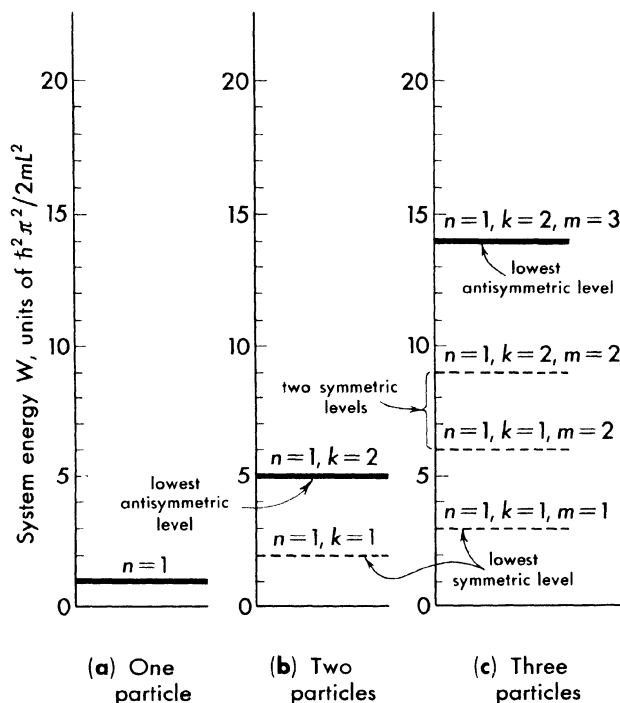 System energy W, units of ℏ²π²/2mL²
20
15
10
5
0
n=1
(a) One
particle
20
15
10
5
0
n=1, k=2
lowest
antisymmetric
level
n=1, k=1
(b) Two
particles
20
15
10
5
0
n=1, k=2, m=3
lowest
antisymmetric level
n=1, k=2, m=2
two symmetric
levels
n=1, k=1, m=2
n=1, k=1, m=1
lowest
symmetric level
(c) Three
particles